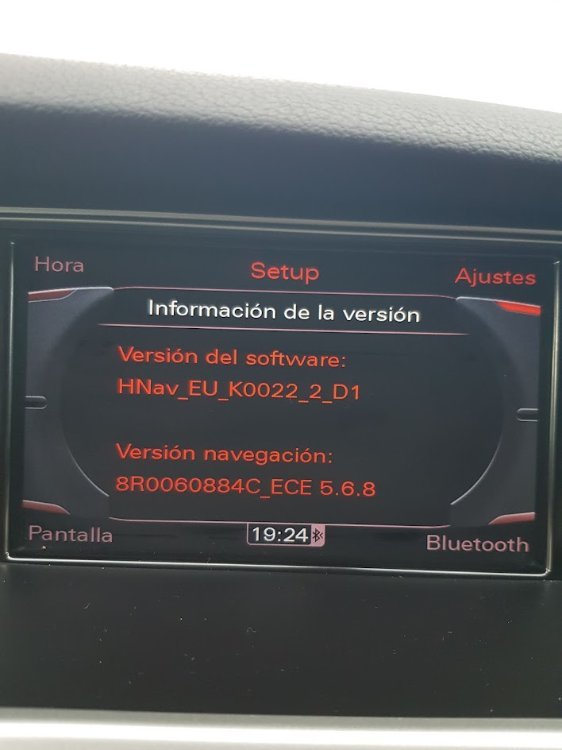 Hora
Setup
Ajustes
Información de la versión
Versión del software:
HNav_EU_K0022_2_D1
Versión navegación:
8R0060884C_ECE 5.6.8
Pantalla
19:24
Bluetooth